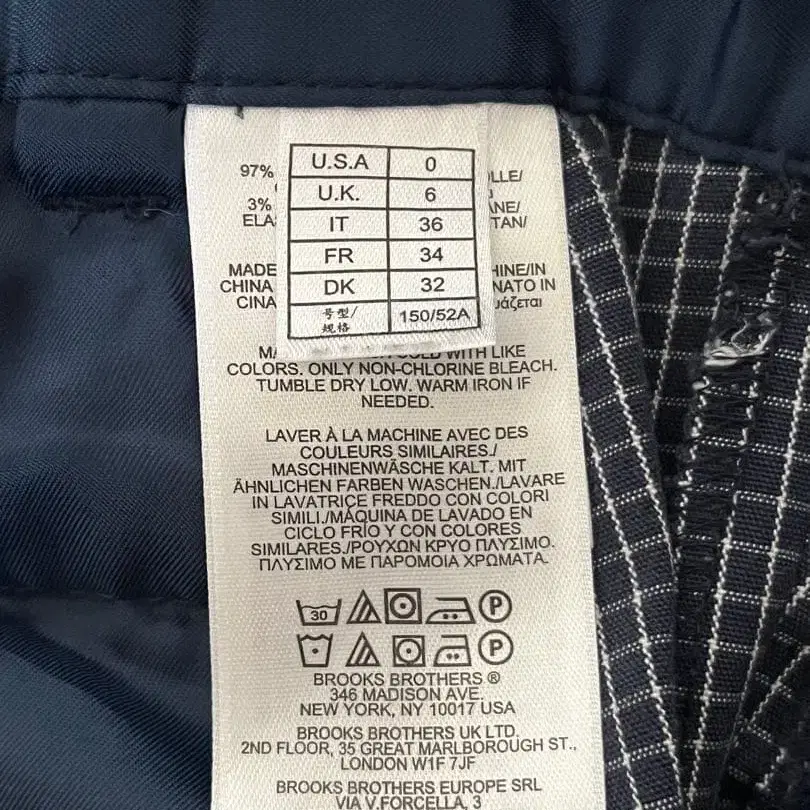 U.S.A 0
U.K. 6
IT 36
FR 34
DK 32
号型/规格 150/52A
97%
3%
ELA
MADE
CHINA
CINA
OLLE/
ANE/
TAN/
HINE/IN
NATO IN
COLD WITH LIKE
COLORS. ONLY NON-CHLORINE BLEACH.
TUMBLE DRY LOW. WARM IRON IF
NEEDED.
LAVER À LA MACHINE AVEC DES
COULEURS SIMILAIRES./
MASCHINENWÄSCHE KALT. MIT
ÄHNLICHEN FARBEN WASCHEN./LAVARE
IN LAVATRICE FREDDO CON COLORI
SIMILI./MÁQUINA DE LAVADO EN
CICLO FRÍO Y CON COLORES
SIMILARES./ΡΟΥΧΩΝ ΚΡΥΟ ΠΛΥΣΙΜΟ.
ΠΛΥΣΙΜΟ ΜΕ ΠΑΡΟΜΟΙΑ ΧΡΩΜΑΤΑ.
30 P
P
BROOKS BROTHERS ®
346 MADISON AVE.
NEW YORK, NY 10017 USA
BROOKS BROTHERS UK LTD.
2ND FLOOR, 35 GREAT MARLBOROUGH ST.,
LONDON W1F 7JF
BROOKS BROTHERS EUROPE SRL
VIA V.FORCELLA, 3